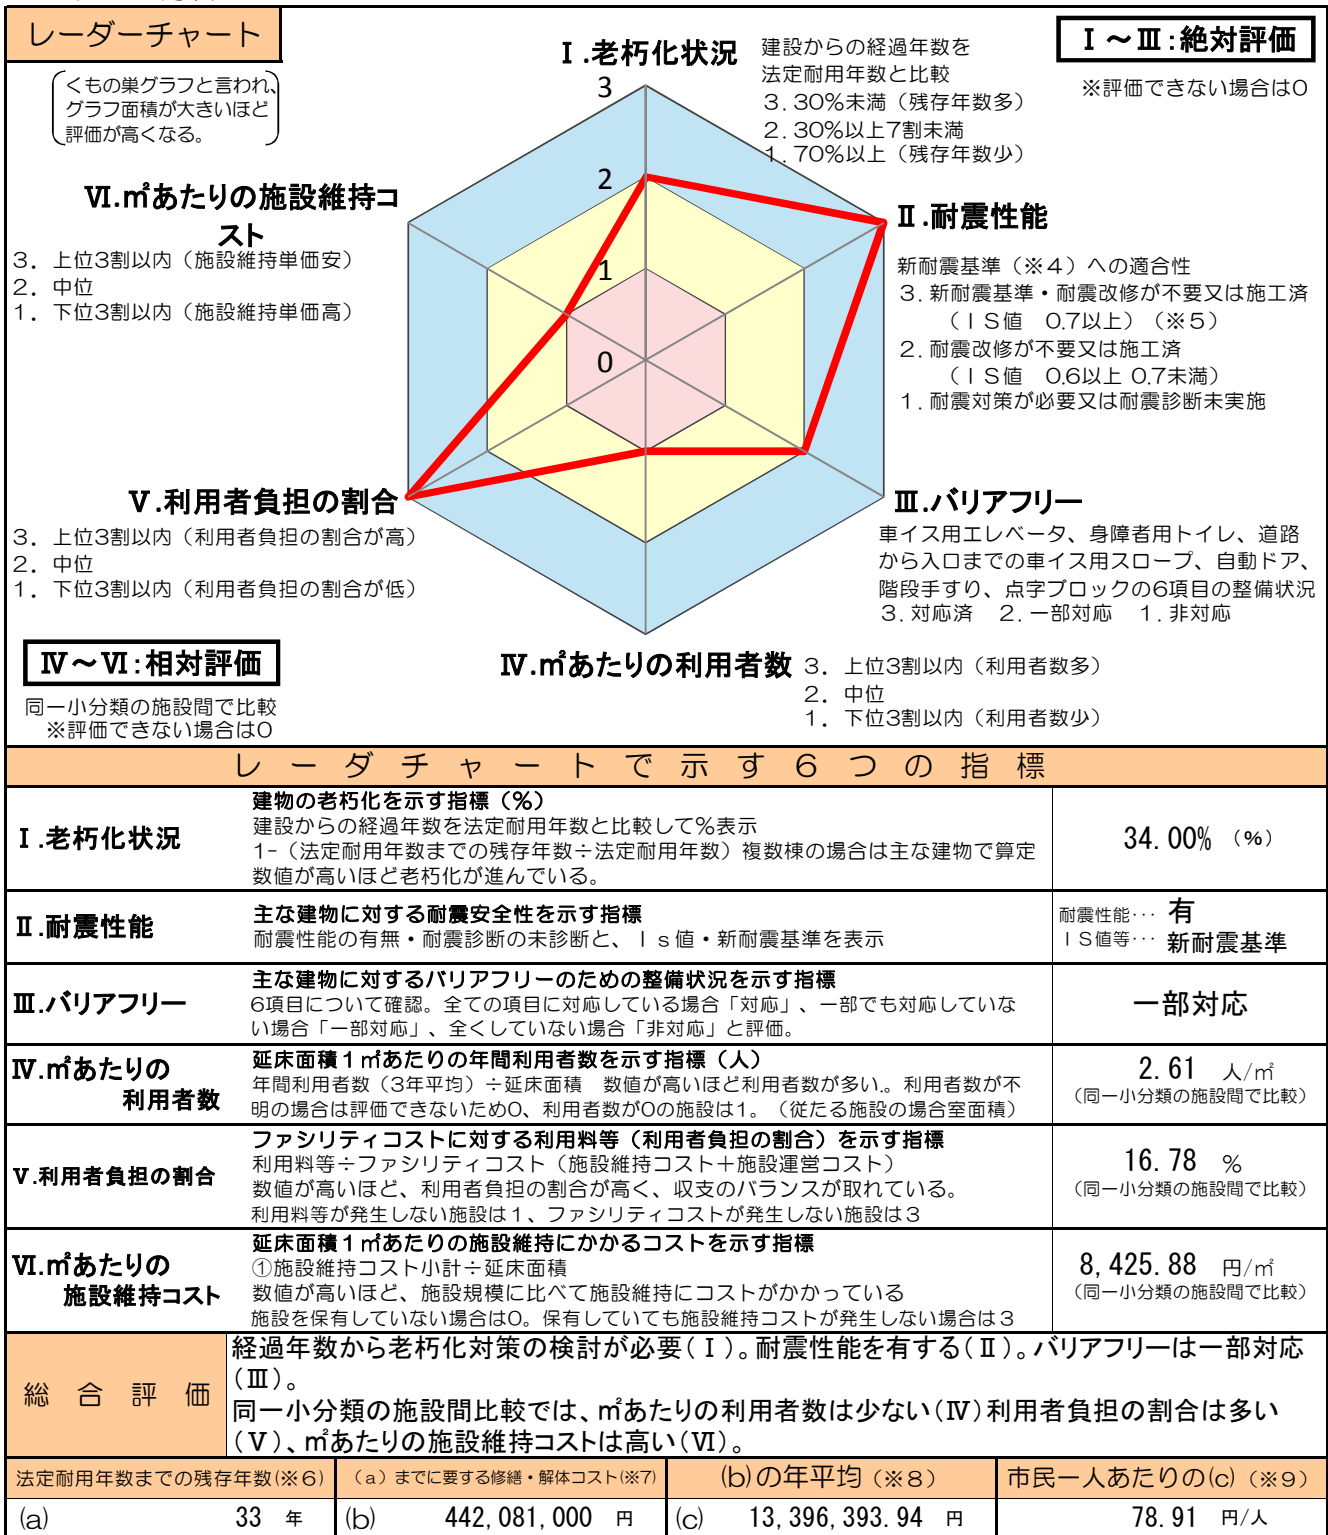 レーダーチャート
くもの巣グラフと言われ、
グラフ面積が大きいほど
評価が高くなる。
Ⅰ～Ⅲ：絶対評価
※評価できない場合は0
Ⅰ.老朽化状況
建設からの経過年数を
法定耐用年数と比較
3．30%未満（残存年数多）
2．30%以上7割未満
1．70%以上（残存年数少）
3
2
1
0
Ⅱ.耐震性能
新耐震基準（※4）への適合性
3．新耐震基準・耐震改修が不要又は施工済
（ＩＳ値　0.7以上）（※5）
2．耐震改修が不要又は施工済
（ＩＳ値　0.6以上 0.7未満）
1．耐震対策が必要又は耐震診断未実施
Ⅲ.バリアフリー
車イス用エレベータ、身障者用トイレ、道路
から入口までの車イス用スロープ、自動ドア、
階段手すり、点字ブロックの6項目の整備状況
3．対応済　2．一部対応　1．非対応
Ⅳ.㎡あたりの利用者数
3．上位3割以内（利用者数多）
2．中位
1．下位3割以内（利用者数少）
Ⅴ.利用者負担の割合
3．上位3割以内（利用者負担の割合が高）
2．中位
1．下位3割以内（利用者負担の割合が低）
Ⅵ.㎡あたりの施設維持コ
スト
3．上位3割以内（施設維持単価安）
2．中位
1．下位3割以内（施設維持単価高）
Ⅳ～Ⅵ：相対評価
同一小分類の施設間で比較
※評価できない場合は0
レーダチャートで示す６つの指標
Ⅰ.老朽化状況
建物の老朽化を示す指標（%）
建設からの経過年数を法定耐用年数と比較して%表示
1-（法定耐用年数までの残存年数÷法定耐用年数）複数棟の場合は主な建物で算定
数値が高いほど老朽化が進んでいる。
34.00% （%）
Ⅱ.耐震性能
主な建物に対する耐震安全性を示す指標
耐震性能の有無・耐震診断の未診断と、Ｉｓ値・新耐震基準を表示
耐震性能… 有
ＩＳ値等… 新耐震基準
Ⅲ.バリアフリー
主な建物に対するバリアフリーのための整備状況を示す指標
6項目について確認。全ての項目に対応している場合「対応」、一部でも対応していな
い場合「一部対応」、全くしていない場合「非対応」と評価。
一部対応
Ⅳ.㎡あたりの
利用者数
延床面積１㎡あたりの年間利用者数を示す指標（人）
年間利用者数（3年平均）÷延床面積　数値が高いほど利用者数が多い。利用者数が不
明の場合は評価できないため0、利用者数が0の施設は1。（従たる施設の場合室面積）
2.61 人/㎡
（同一小分類の施設間で比較）
Ⅴ.利用者負担の割合
ファシリティコストに対する利用料等（利用者負担の割合）を示す指標
利用料等÷ファシリティコスト（施設維持コスト＋施設運営コスト）
数値が高いほど、利用者負担の割合が高く、収支のバランスが取れている。
利用料等が発生しない施設は１、ファシリティコストが発生しない施設は３
16.78 %
（同一小分類の施設間で比較）
Ⅵ.㎡あたりの
施設維持コスト
延床面積１㎡あたりの施設維持にかかるコストを示す指標
①施設維持コスト小計÷延床面積
数値が高いほど、施設規模に比べて施設維持にコストがかかっている
施設を保有していない場合は0。保有していても施設維持コストが発生しない場合は３
8,425.88 円/㎡
（同一小分類の施設間で比較）
総合評価
経過年数から老朽化対策の検討が必要(Ⅰ)。耐震性能を有する(Ⅱ)。バリアフリーは一部対応
(Ⅲ)。
同一小分類の施設間比較では、㎡あたりの利用者数は少ない(Ⅳ)利用者負担の割合は多い
(Ⅴ)、㎡あたりの施設維持コストは高い(Ⅵ)。
法定耐用年数までの残存年数(※6)
（a）までに要する修繕・解体コスト(※7)
(b)の年平均（※8）
市民一人あたりの(c)（※9）
(a) 33 年
(b) 442,081,000 円
(c) 13,396,393.94 円
78.91 円/人